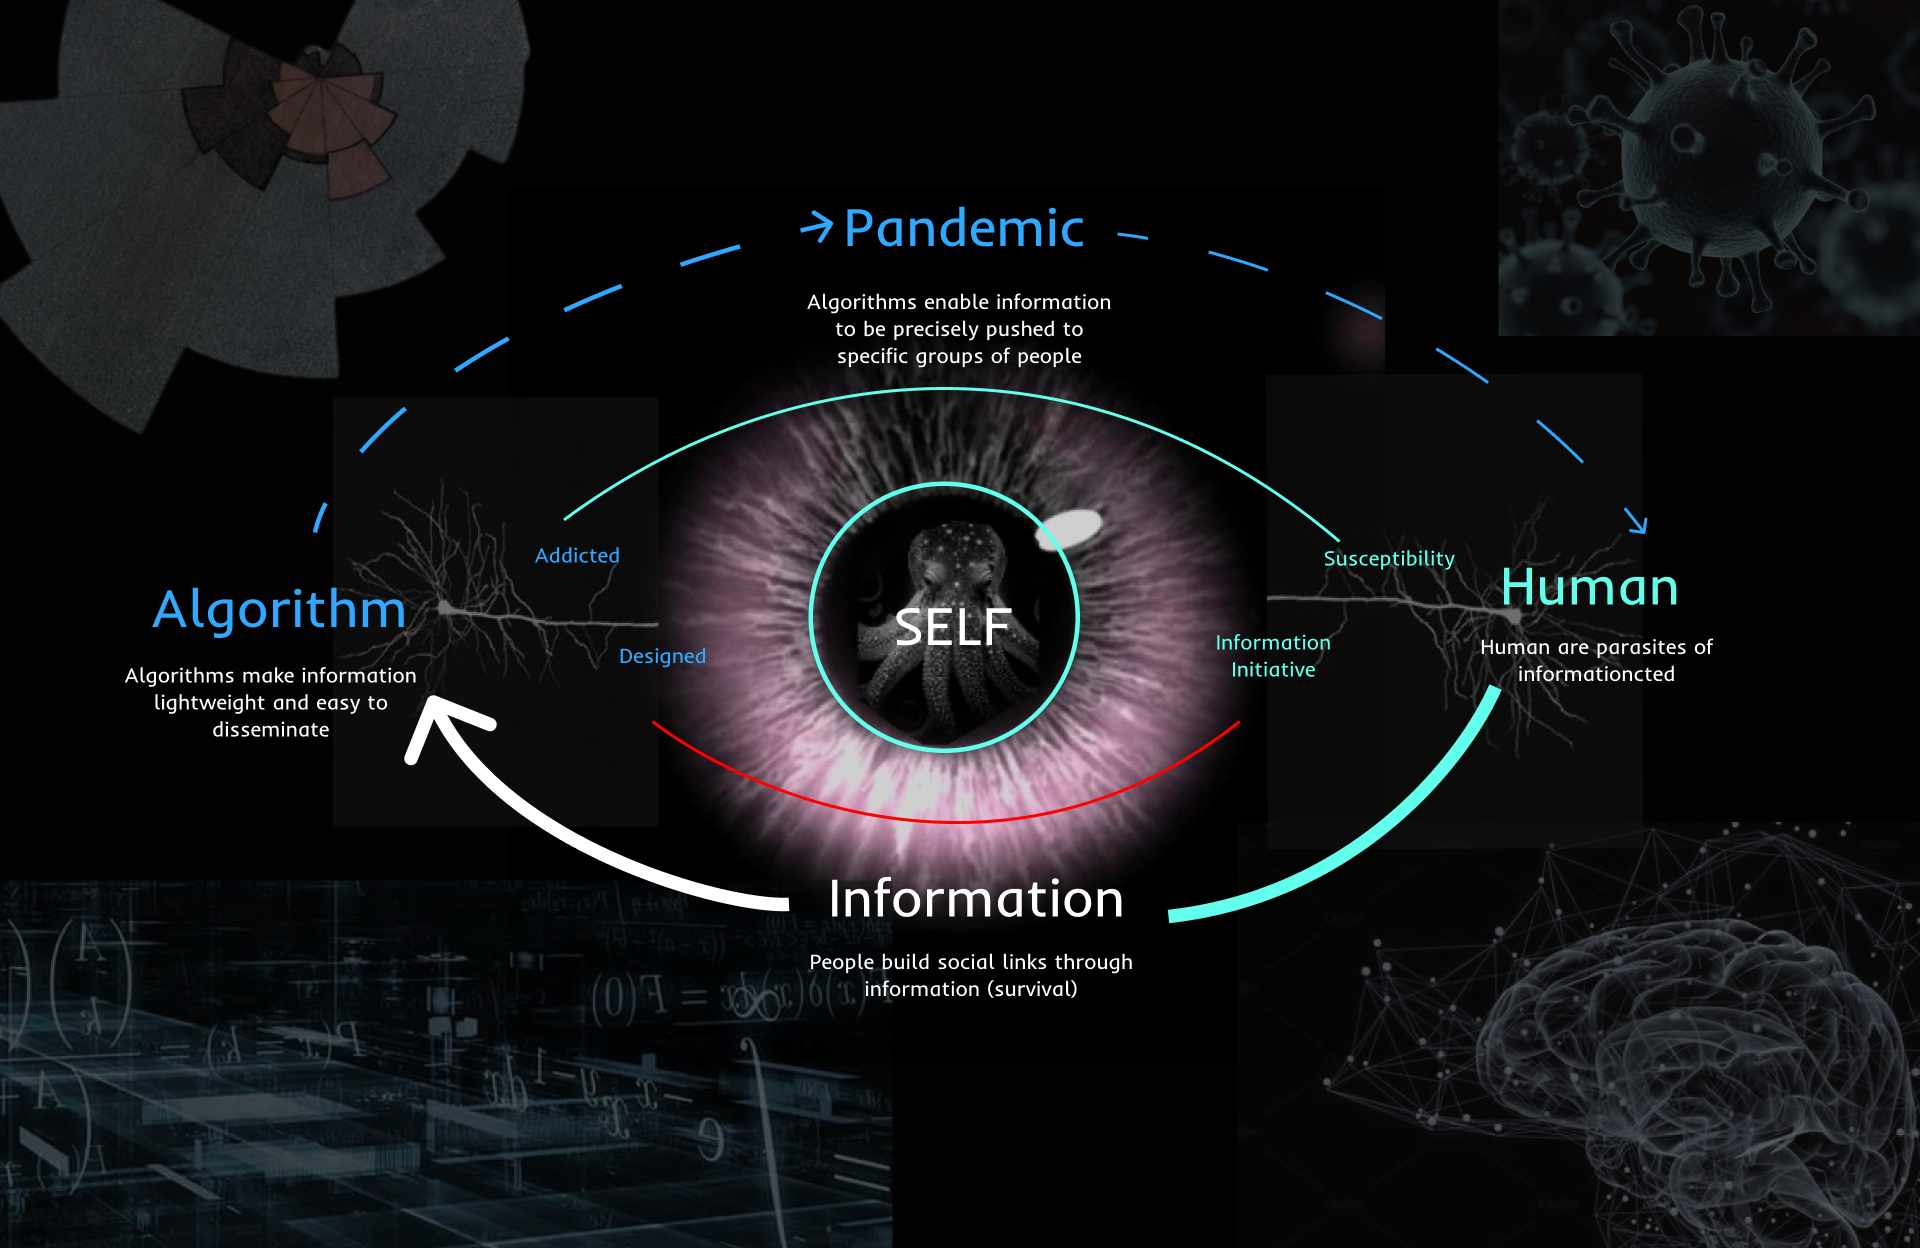 Pandemic
Algorithms enable information
to be precisely pushed to
specific groups of people
Addicted
Susceptibility
Algorithm
Human
SELF
Designed
Information
Initiative
Algorithms make information
lightweight and easy to
disseminate
Human are parasites of
informationcted
Information
People build social links through
information (survival)